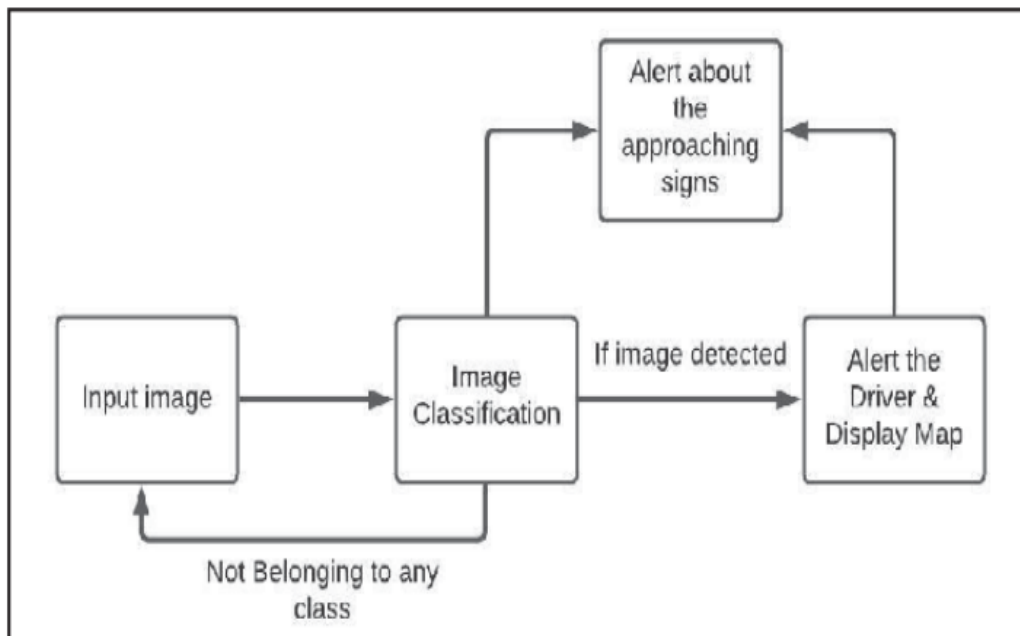 Alert about
the
approaching
signs
Input image
Image
Classification
If image detected
Alert the
Driver &
Display Map
Not Belonging to any
class